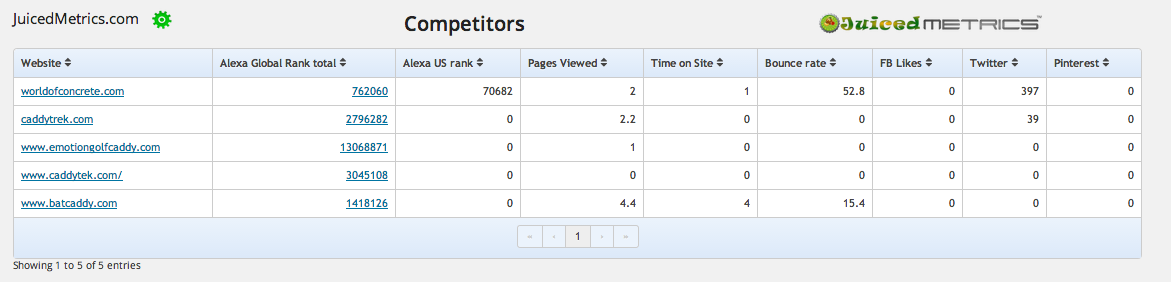 JuicedMetrics.com
Competitors
Juiced METRICS™
Website Alexa Global Rank total Alexa US rank Pages Viewed Time on Site Bounce rate FB Likes Twitter Pinterest
worldofconcrete.com 762060 70682 2 1 52.8 0 397 0
caddytrek.com 2796282 0 2.2 0 0 0 39 0
www.emotiongolfcaddy.com 13068871 0 1 0 0 0 0 0
www.caddytek.com/ 3045108 0 0 0 0 0 0 0
www.batcaddy.com 1418126 0 4.4 4 15.4 0 0 0
« ‹ 1 › »
Showing 1 to 5 of 5 entries